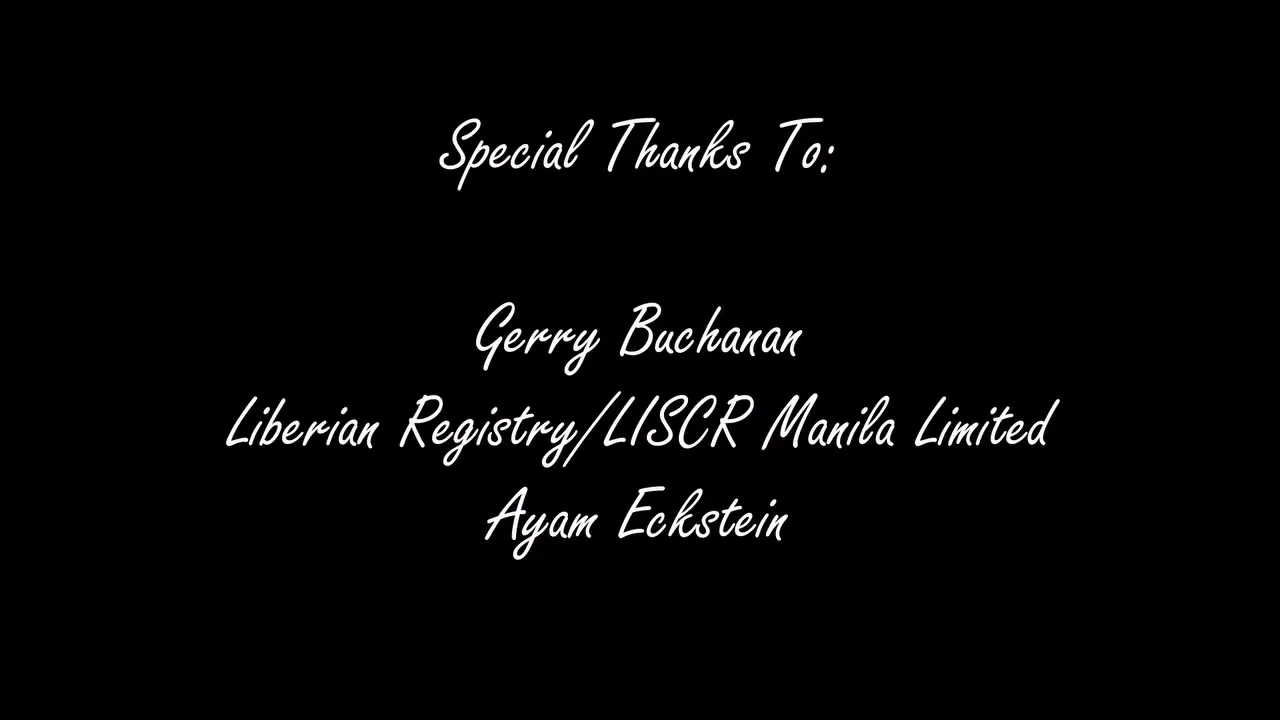 Special Thanks To:
Gerry Buchanan
Liberian Registry/LISCR Manila Limited
Ayam Eckstein